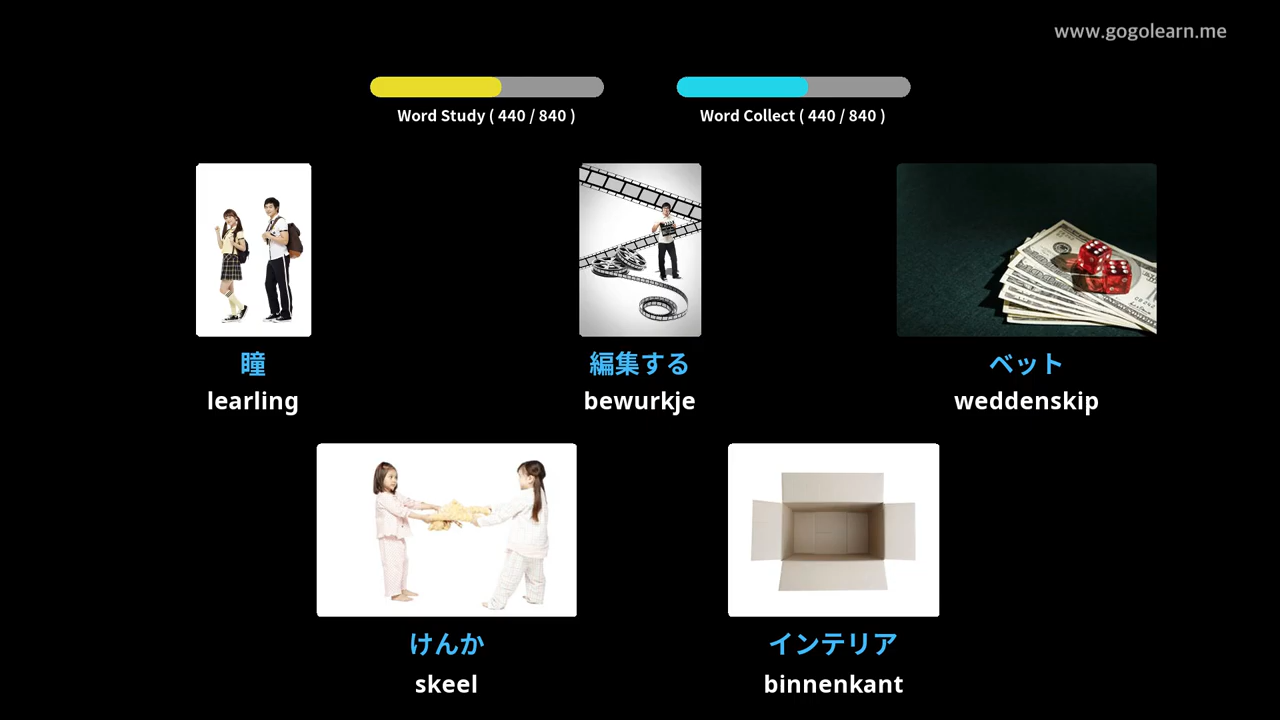 www.gogolearn.me
Word Study ( 440 / 840 )
Word Collect ( 440 / 840 )
瞳
learling
編集する
bewurkje
ベット
weddenskip
けんか
skeel
インテリア
binnenkant